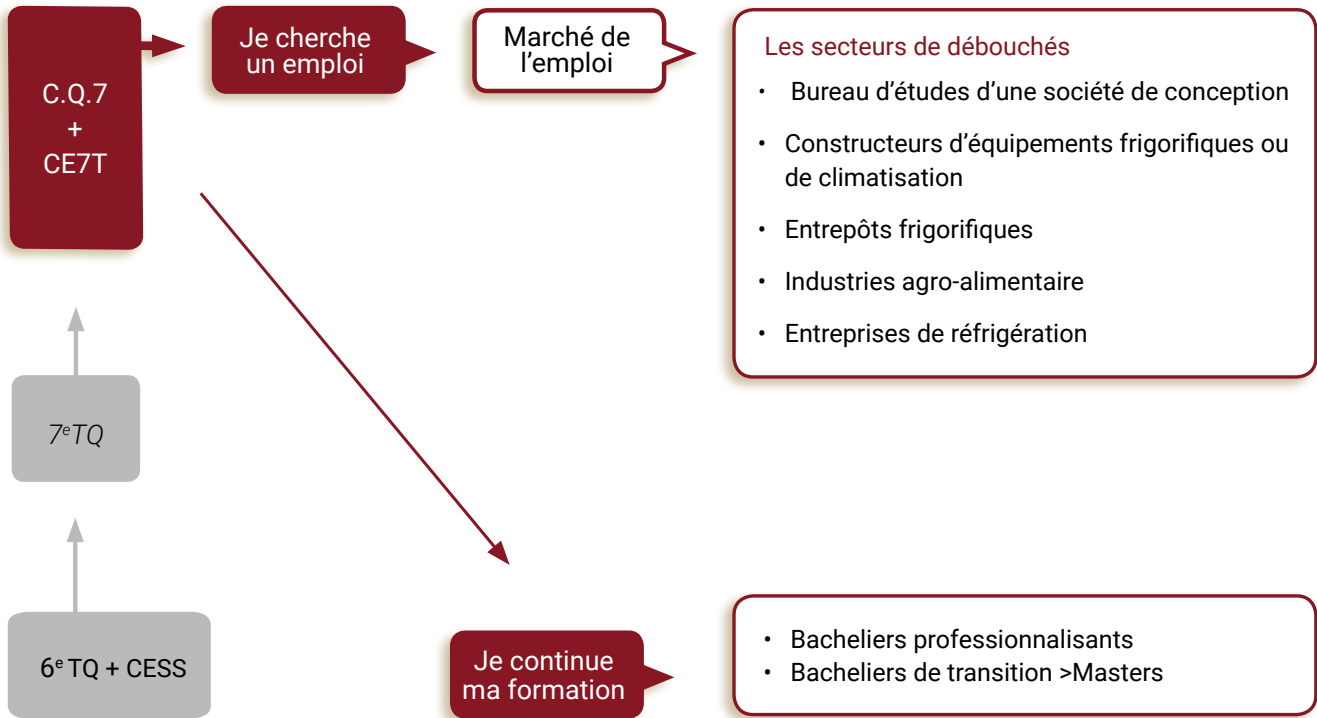 C.Q.7
+
CE7T
Je cherche
un emploi
Marché de
l'emploi
Les secteurs de débouchés
• Bureau d'études d'une société de conception
• Constructeurs d'équipements frigorifiques ou
de climatisation
• Entrepôts frigorifiques
• Industries agro-alimentaire
• Entreprises de réfrigération
7ᵉTQ
6ᵉ TQ + CESS
Je continue
ma formation
• Bacheliers professionnalisants
• Bacheliers de transition >Masters